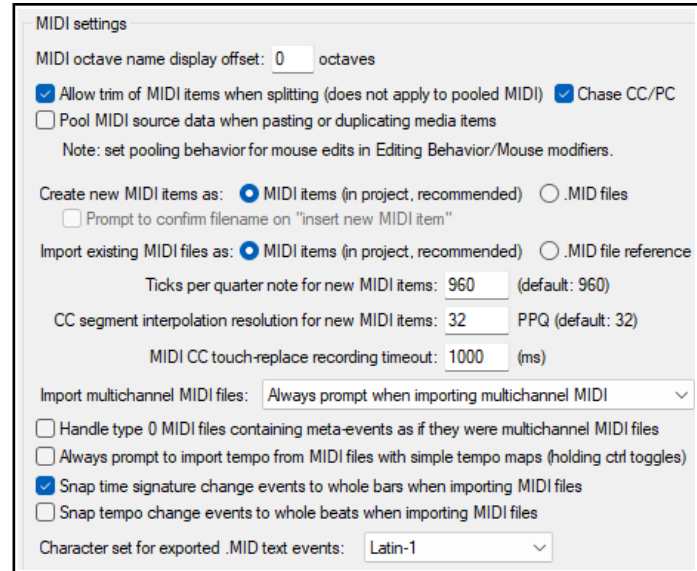 MIDI settings
MIDI octave name display offset: 0 octaves
Allow trim of MIDI items when splitting (does not apply to pooled MIDI) Chase CC/PC
Pool MIDI source data when pasting or duplicating media items
Note: set pooling behavior for mouse edits in Editing Behavior/Mouse modifiers.
Create new MIDI items as: MIDI items (in project, recommended) .MID files
Prompt to confirm filename on "insert new MIDI item"
Import existing MIDI files as: MIDI items (in project, recommended) .MID file reference
Ticks per quarter note for new MIDI items: 960 (default: 960)
CC segment interpolation resolution for new MIDI items: 32 PPQ (default: 32)
MIDI CC touch-replace recording timeout: 1000 (ms)
Import multichannel MIDI files: Always prompt when importing multichannel MIDI
Handle type 0 MIDI files containing meta-events as if they were multichannel MIDI files
Always prompt to import tempo from MIDI files with simple tempo maps (holding ctrl toggles)
Snap time signature change events to whole bars when importing MIDI files
Snap tempo change events to whole beats when importing MIDI files
Character set for exported .MID text events: Latin-1